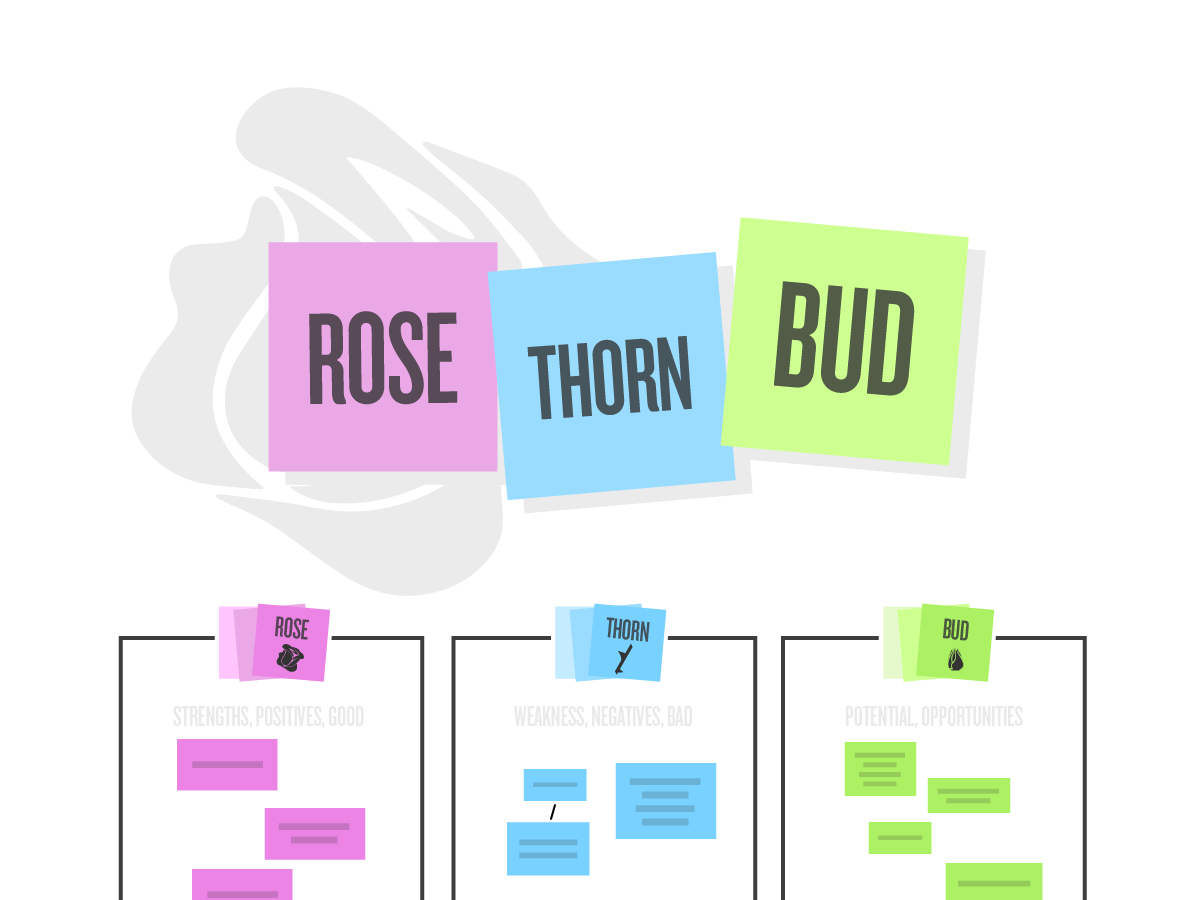 ROSE
THORN
BUD
ROSE
THORN
BUD
STRENGTHS, POSITIVES, GOOD
WEAKNESS, NEGATIVES, BAD
POTENTIAL, OPPORTUNITIES